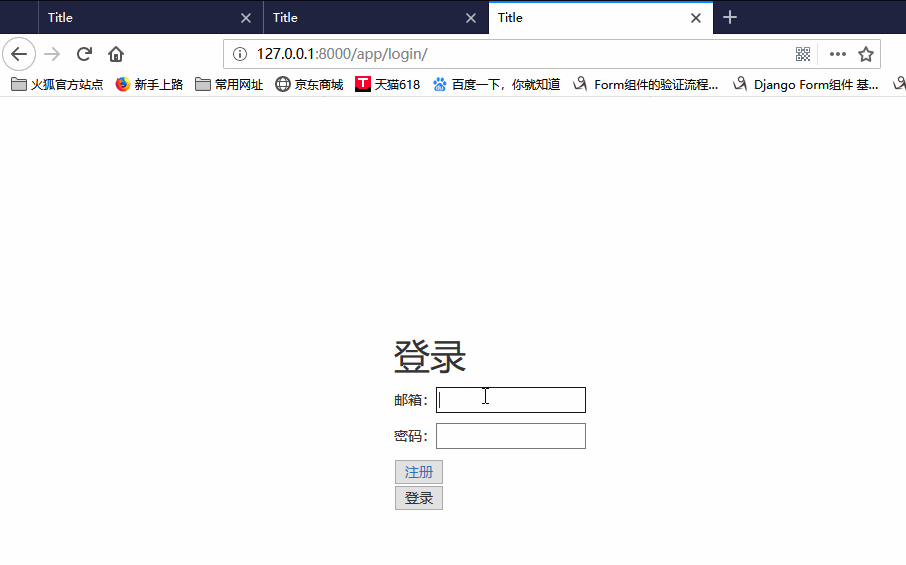 Title Title Title
127.0.0.1:8000/app/login/
火狐官方站点 新手上路 常用网址 京东商城 T 天猫618 百度一下，你就知道 Form组件的验证流程... Django Form组件 基...
登录
邮箱：
密码：
注册
登录